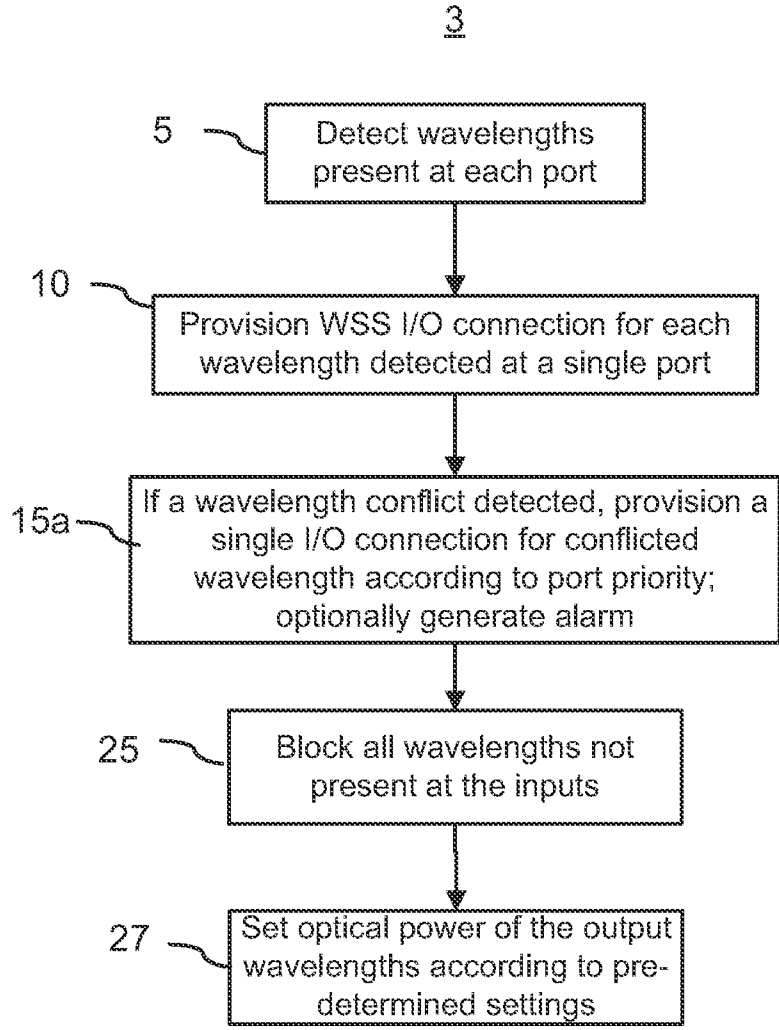 3
5
Detect wavelengths
present at each port
10
Provision WSS I/O connection for each
wavelength detected at a single port
15a
If a wavelength conflict detected, provision a
single I/O connection for conflicted
wavelength according to port priority;
optionally generate alarm
25
Block all wavelengths not
present at the inputs
27
Set optical power of the output
wavelengths according to pre-
determined settings